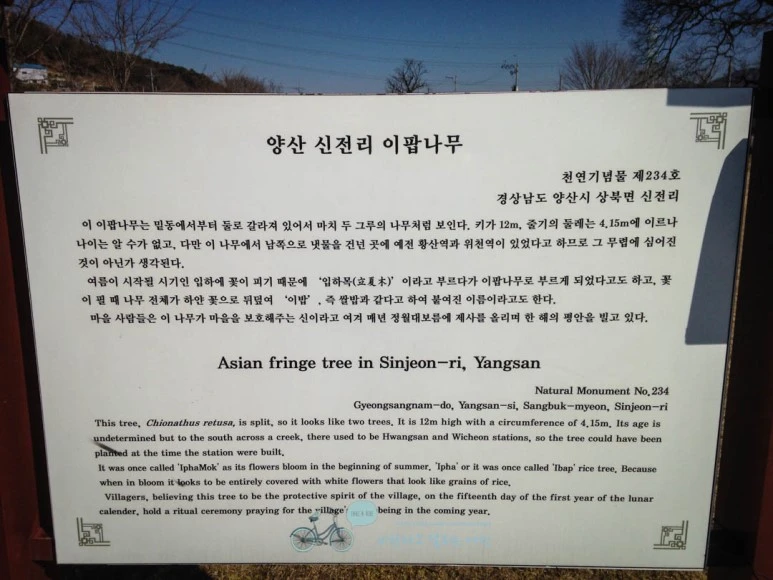 양산 신전리 이팝나무
천연기념물 제234호
경상남도 양산시 상북면 신전리
이 이팝나무는 밑동에서부터 둘로 갈라져 있어서 마치 두 그루의 나무처럼 보인다. 키가 12m, 줄기의 둘레는 4.15m에 이르나
나이는 알 수가 없고, 다만 이 나무에서 남쪽으로 냇물을 건넌 곳에 예전 황산역과 위천역이 있었다고 하므로 그 무렵에 심어진
것이 아닌가 생각된다.
여름이 시작될 시기인 입하에 꽃이 피기 때문에 ‘입하목(立夏木)’이라고 부르다가 이팝나무로 부르게 되었다고도 하고, 꽃
이 필 때 나무 전체가 하얀 꽃으로 뒤덮여 ‘이밥’, 즉 쌀밥과 같다고 하여 붙여진 이름이라고도 한다.
마을 사람들은 이 나무가 마을을 보호해주는 신이라고 여겨 매년 정월대보름에 제사를 올리며 한 해의 평안을 빌고 있다.
Asian fringe tree in Sinjeon-ri, Yangsan
Natural Monument No.234
Gyeongsangnam-do, Yangsan-si, Sangbuk-myeon, Sinjeon-ri
This tree, Chionathus retusa, is split, so it looks like two trees. It is 12m high with a circumference of 4.15m. Its age is
undetermined but to the south across a creek, there used to be Hwangsan and Wicheon stations, so the tree could have been
planted at the time the station were built.
It was once called 'IphaMok' as its flowers bloom in the beginning of summer. 'Ipha' or it was once called 'Ibap' rice tree. Because
when in bloom it looks to be entirely covered with white flowers that look like grains of rice.
Villagers, believing this tree to be the protective spirit of the village, on the fifteenth day of the first year of the lunar
calender, hold a ritual ceremony praying for the village' being in the coming year.